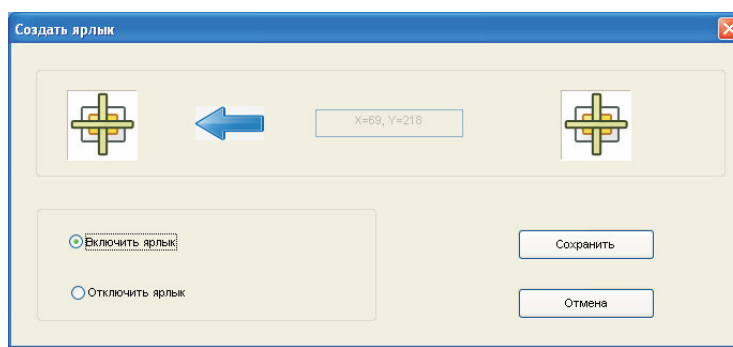 Создать ярлык
X=69, Y=218
Включить ярлык
Сохранить
Отключить ярлык
Отмена